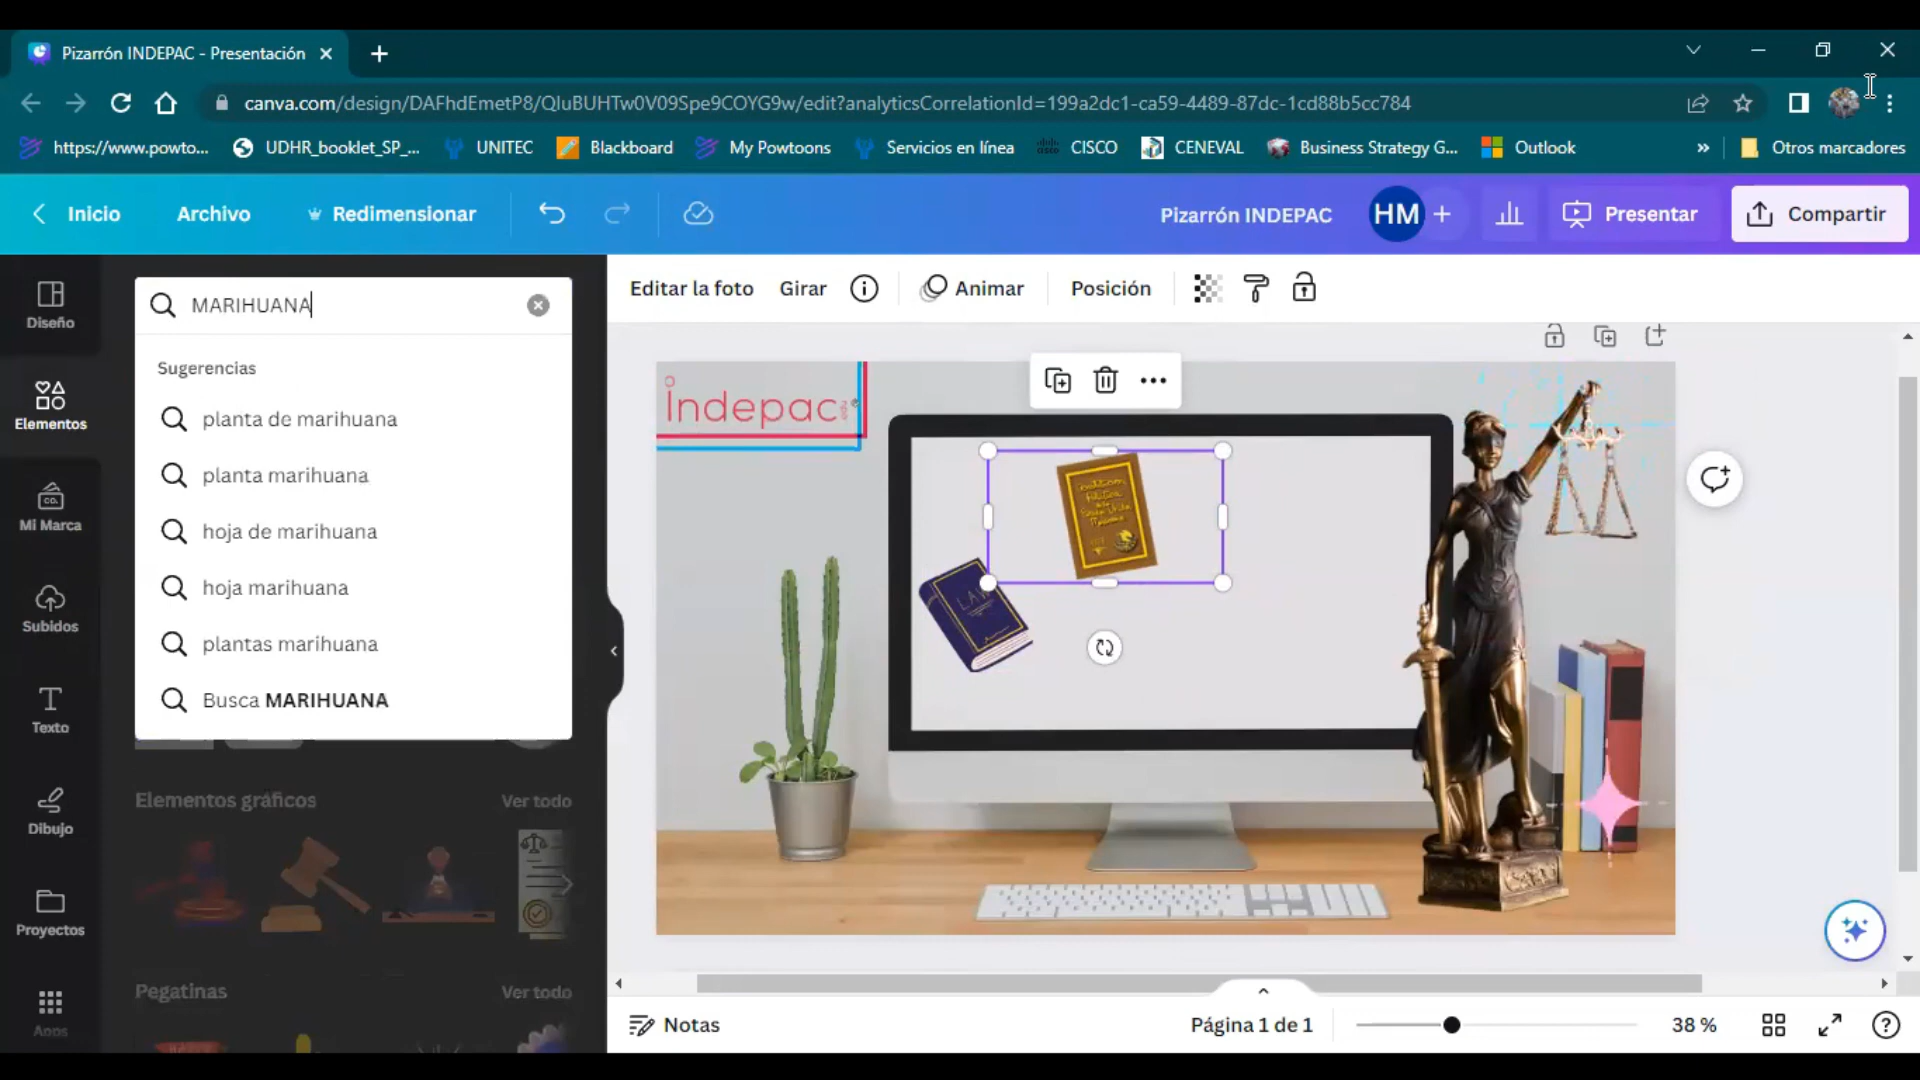 Pizarrón INDEPAC - Presentación
canva.com/design/DAFhdEmetP8/QluBUHTw0V09Spe9COYG9w/edit?analyticsCorrelationId=199a2dc1-ca59-4489-87dc-1cd88b5cc784
https://www.powto... UDHR_booklet_SP_... UNITEC Blackboard My Powtoons Servicios en línea CISCO CENEVAL Business Strategy G... Outlook » Otros marcadores
Inicio Archivo Redimensionar Pizarrón INDEPAC HM + Presentar Compartir
Editar la foto Girar Animar Posición
Diseño
Elementos
Mi Marca
Subidos
Texto
Dibujo
Proyectos
Apps
MARIHUANA
Sugerencias
planta de marihuana
planta marihuana
hoja de marihuana
hoja marihuana
plantas marihuana
Busca MARIHUANA
Elementos gráficos Ver todo
Pegatinas Ver todo
Indepac
LAW
Notas Página 1 de 1 38 %